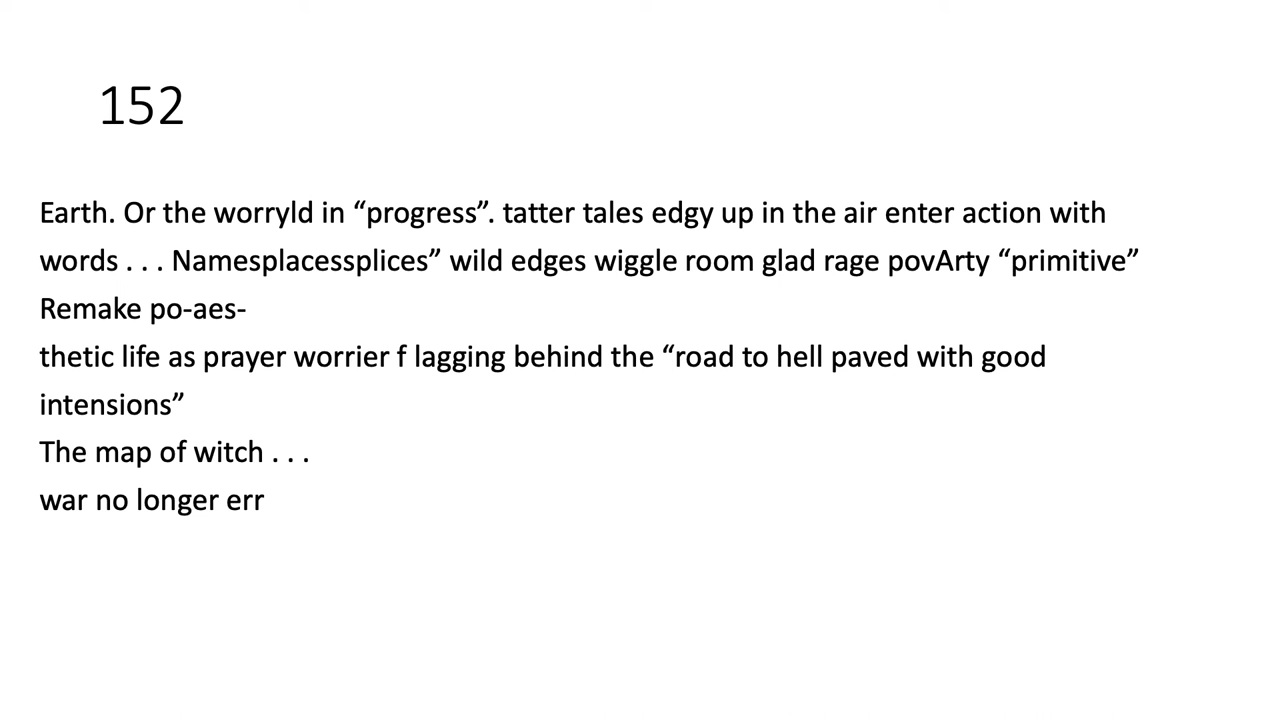 152
Earth. Or the worryld in “progress”. tatter tales edgy up in the air enter action with
words . . . Namesplacessplices” wild edges wiggle room glad rage povArty “primitive”
Remake po-aes-
thetic life as prayer worrier f lagging behind the “road to hell paved with good
intensions”
The map of witch . . .
war no longer err